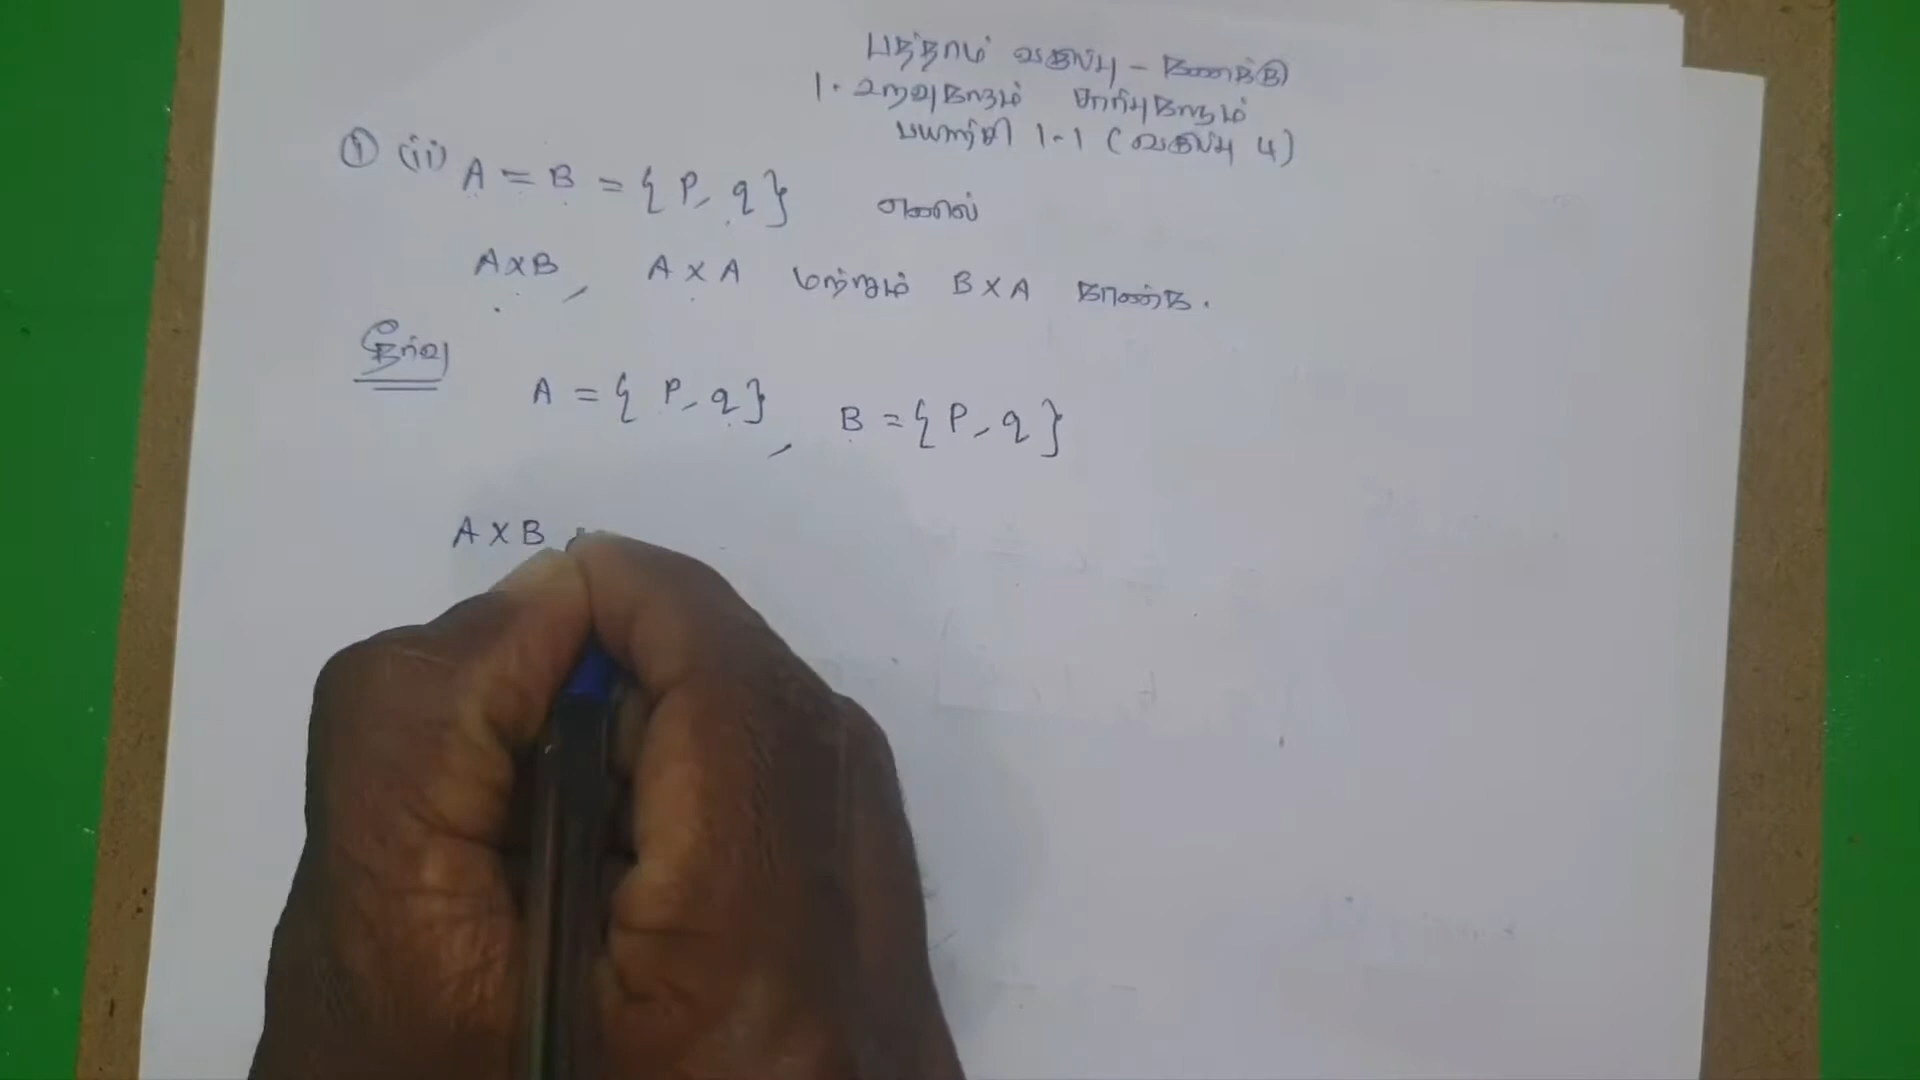 பத்தாம் வகுப்பு - கணக்கு
1. உறவுகளும் சார்புகளும்
பயிற்சி 1.1 (வகுப்பு 4)
① (ii) A = B = {P, q} எனில்
A×B, A×A மற்றும் B×A காண்க.
தீர்வு
A = {P, q}, B = {P, q}
A×B